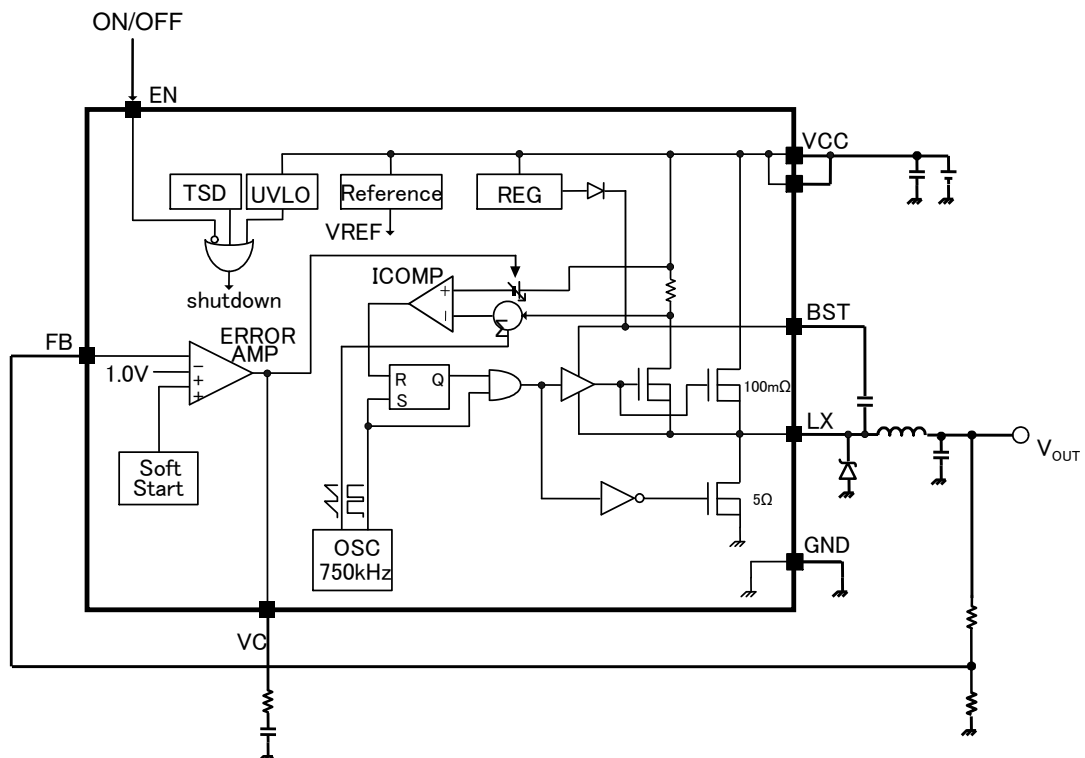 ON/OFF
EN
VCC
TSD
UVLO
Reference
REG
VREF
shutdown
ICOMP
+
−
Σ
BST
FB
ERROR
AMP
1.0V
−
+
+
R Q
S
100mΩ
LX
V_OUT
Soft
Start
5Ω
OSC
750kHz
GND
VC